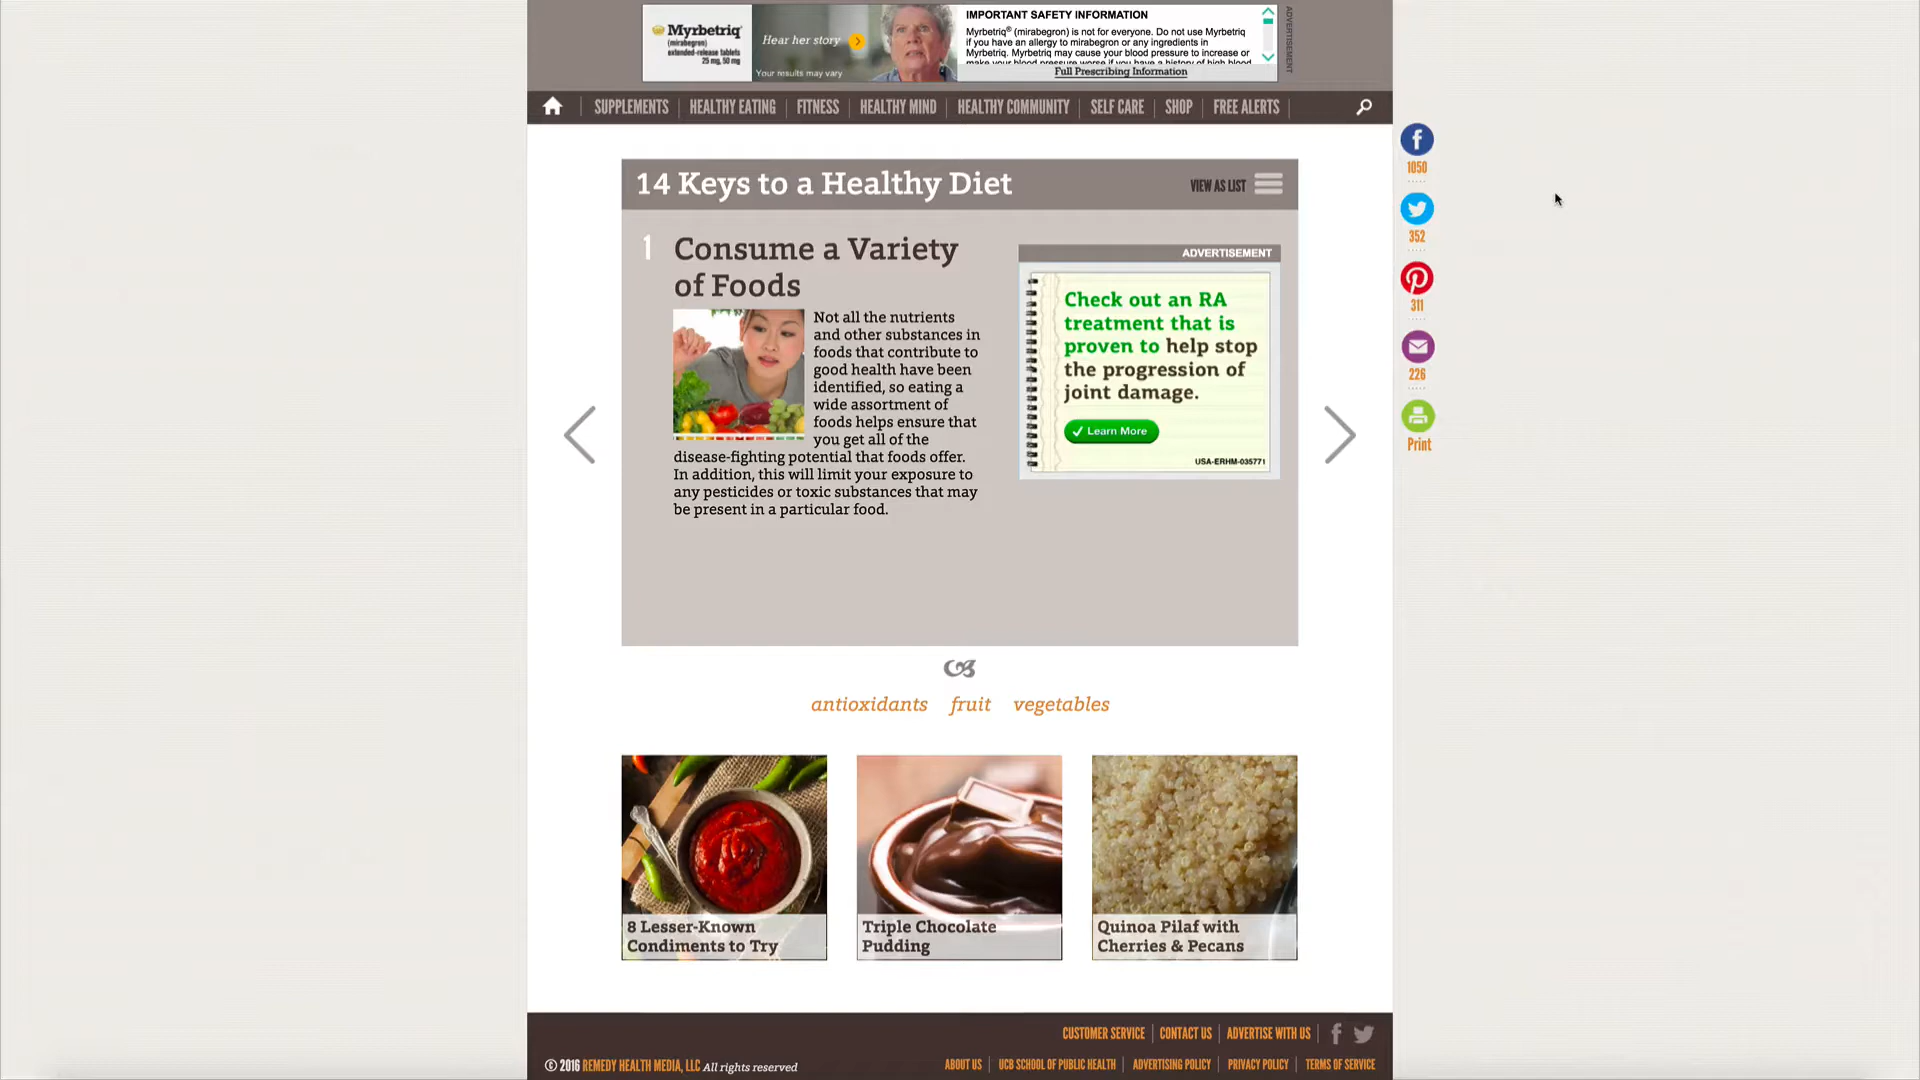 Myrbetriq
(mirabegron)
extended-release tablets
25 mg, 50 mg
Hear her story
Your results may vary
IMPORTANT SAFETY INFORMATION
Myrbetriq® (mirabegron) is not for everyone. Do not use Myrbetriq
if you have an allergy to mirabegron or any ingredients in
Myrbetriq. Myrbetriq may cause your blood pressure to increase or
make your blood pressure worse if you have a history of high blood
Full Prescribing Information
ADVERTISEMENT
SUPPLEMENTS HEALTHY EATING FITNESS HEALTHY MIND HEALTHY COMMUNITY SELF CARE SHOP FREE ALERTS
14 Keys to a Healthy Diet
VIEW AS LIST
1 Consume a Variety
of Foods
Not all the nutrients
and other substances in
foods that contribute to
good health have been
identified, so eating a
wide assortment of
foods helps ensure that
you get all of the
disease-fighting potential that foods offer.
In addition, this will limit your exposure to
any pesticides or toxic substances that may
be present in a particular food.
ADVERTISEMENT
Check out an RA
treatment that is
proven to help stop
the progression of
joint damage.
Learn More
USA-ERHM-035771
1050
352
311
226
Print
antioxidants fruit vegetables
8 Lesser-Known
Condiments to Try
Triple Chocolate
Pudding
Quinoa Pilaf with
Cherries & Pecans
CUSTOMER SERVICE CONTACT US ADVERTISE WITH US
© 2016 REMEDY HEALTH MEDIA, LLC All rights reserved
ABOUT US UCB SCHOOL OF PUBLIC HEALTH ADVERTISING POLICY PRIVACY POLICY TERMS OF SERVICE